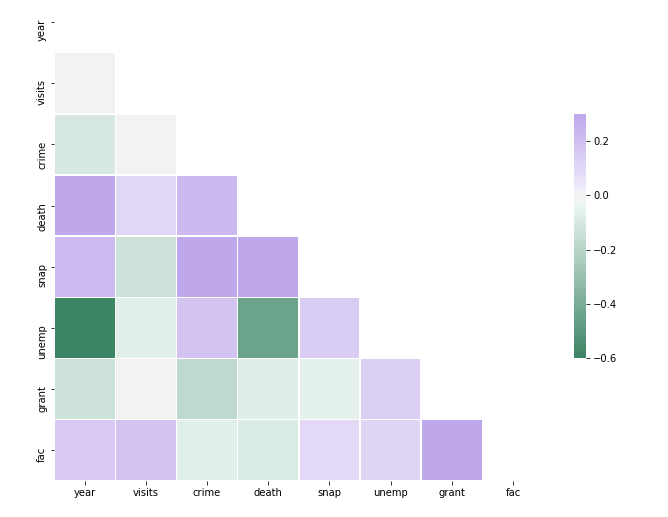 year
visits
crime
death
snap
unemp
grant
fac
year visits crime death snap unemp grant fac
0.2
0.0
−0.2
−0.4
−0.6